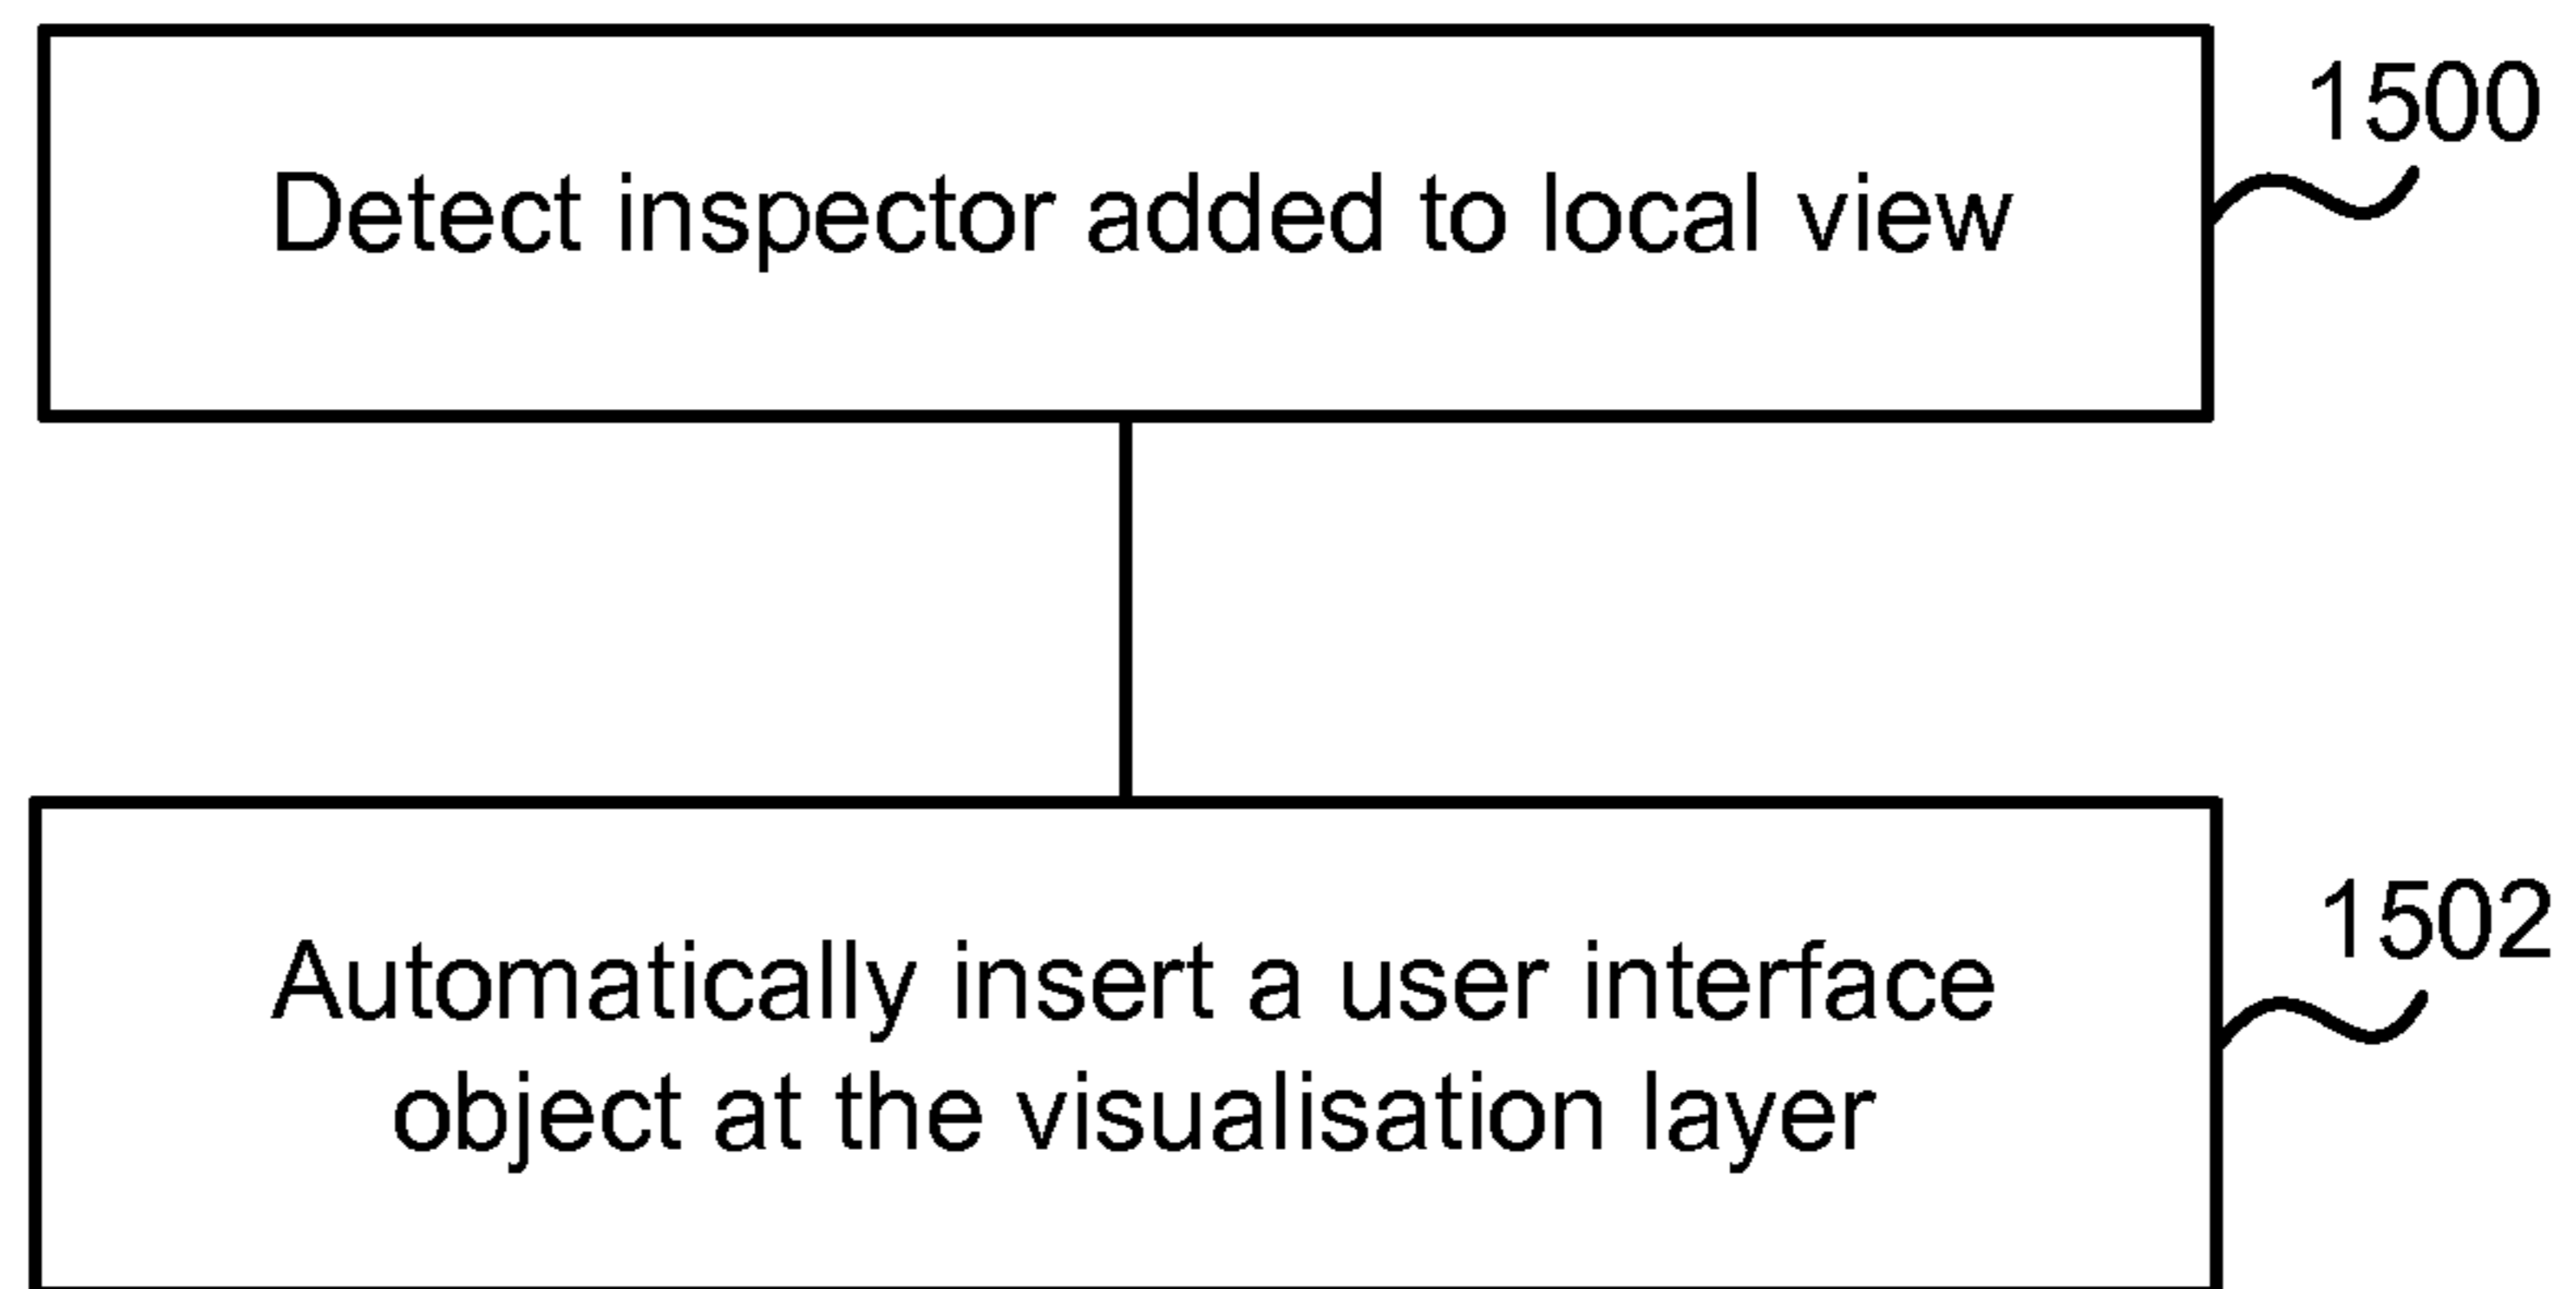 1500
Detect inspector added to local view
1502
Automatically insert a user interface
object at the visualisation layer